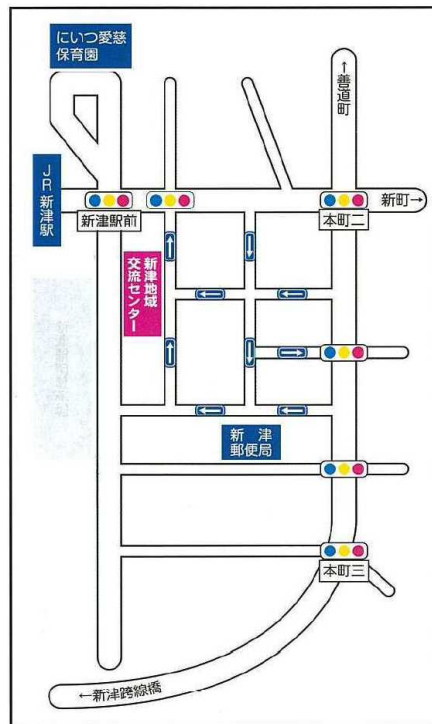 にいつ愛慈
保育園
↑善道町
JR新津駅
新津駅前
本町二
新町→
新津地域
交流センター
新津
郵便局
本町三
←新津跨線橋